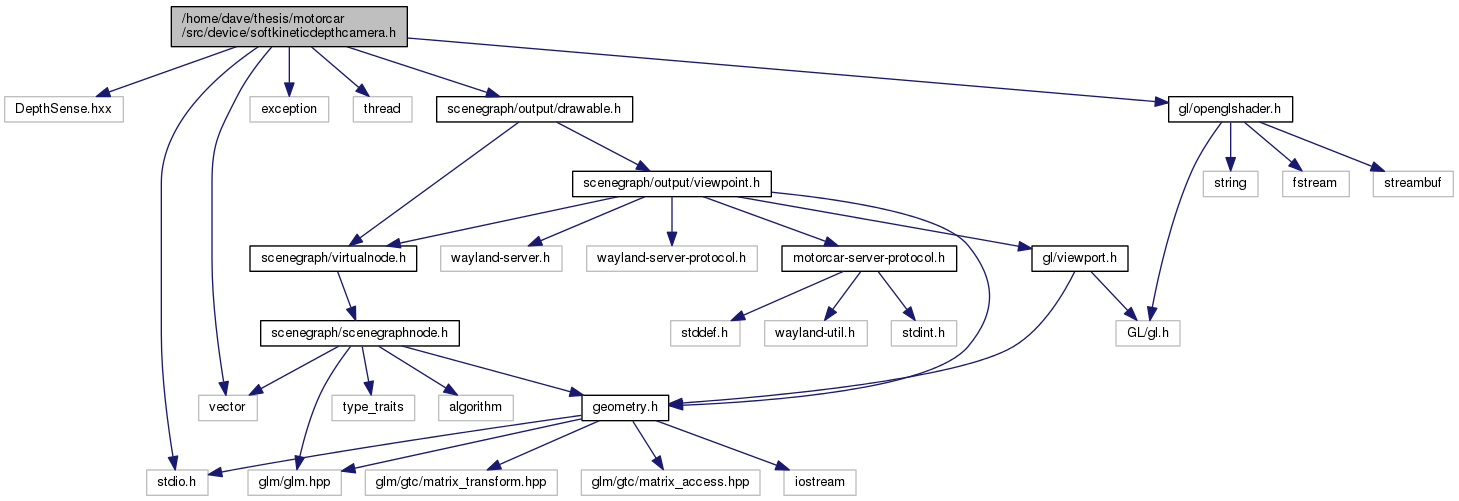 /home/dave/thesis/motorcar
/src/device/softkineticdepthcamera.h
DepthSense.hxx
exception
thread
scenegraph/output/drawable.h
gl/openglshader.h
scenegraph/output/viewpoint.h
string
fstream
streambuf
scenegraph/virtualnode.h
wayland-server.h
wayland-server-protocol.h
motorcar-server-protocol.h
gl/viewport.h
scenegraph/scenegraphnode.h
stddef.h
wayland-util.h
stdint.h
GL/gl.h
vector
type_traits
algorithm
geometry.h
stdio.h
glm/glm.hpp
glm/gtc/matrix_transform.hpp
glm/gtc/matrix_access.hpp
iostream